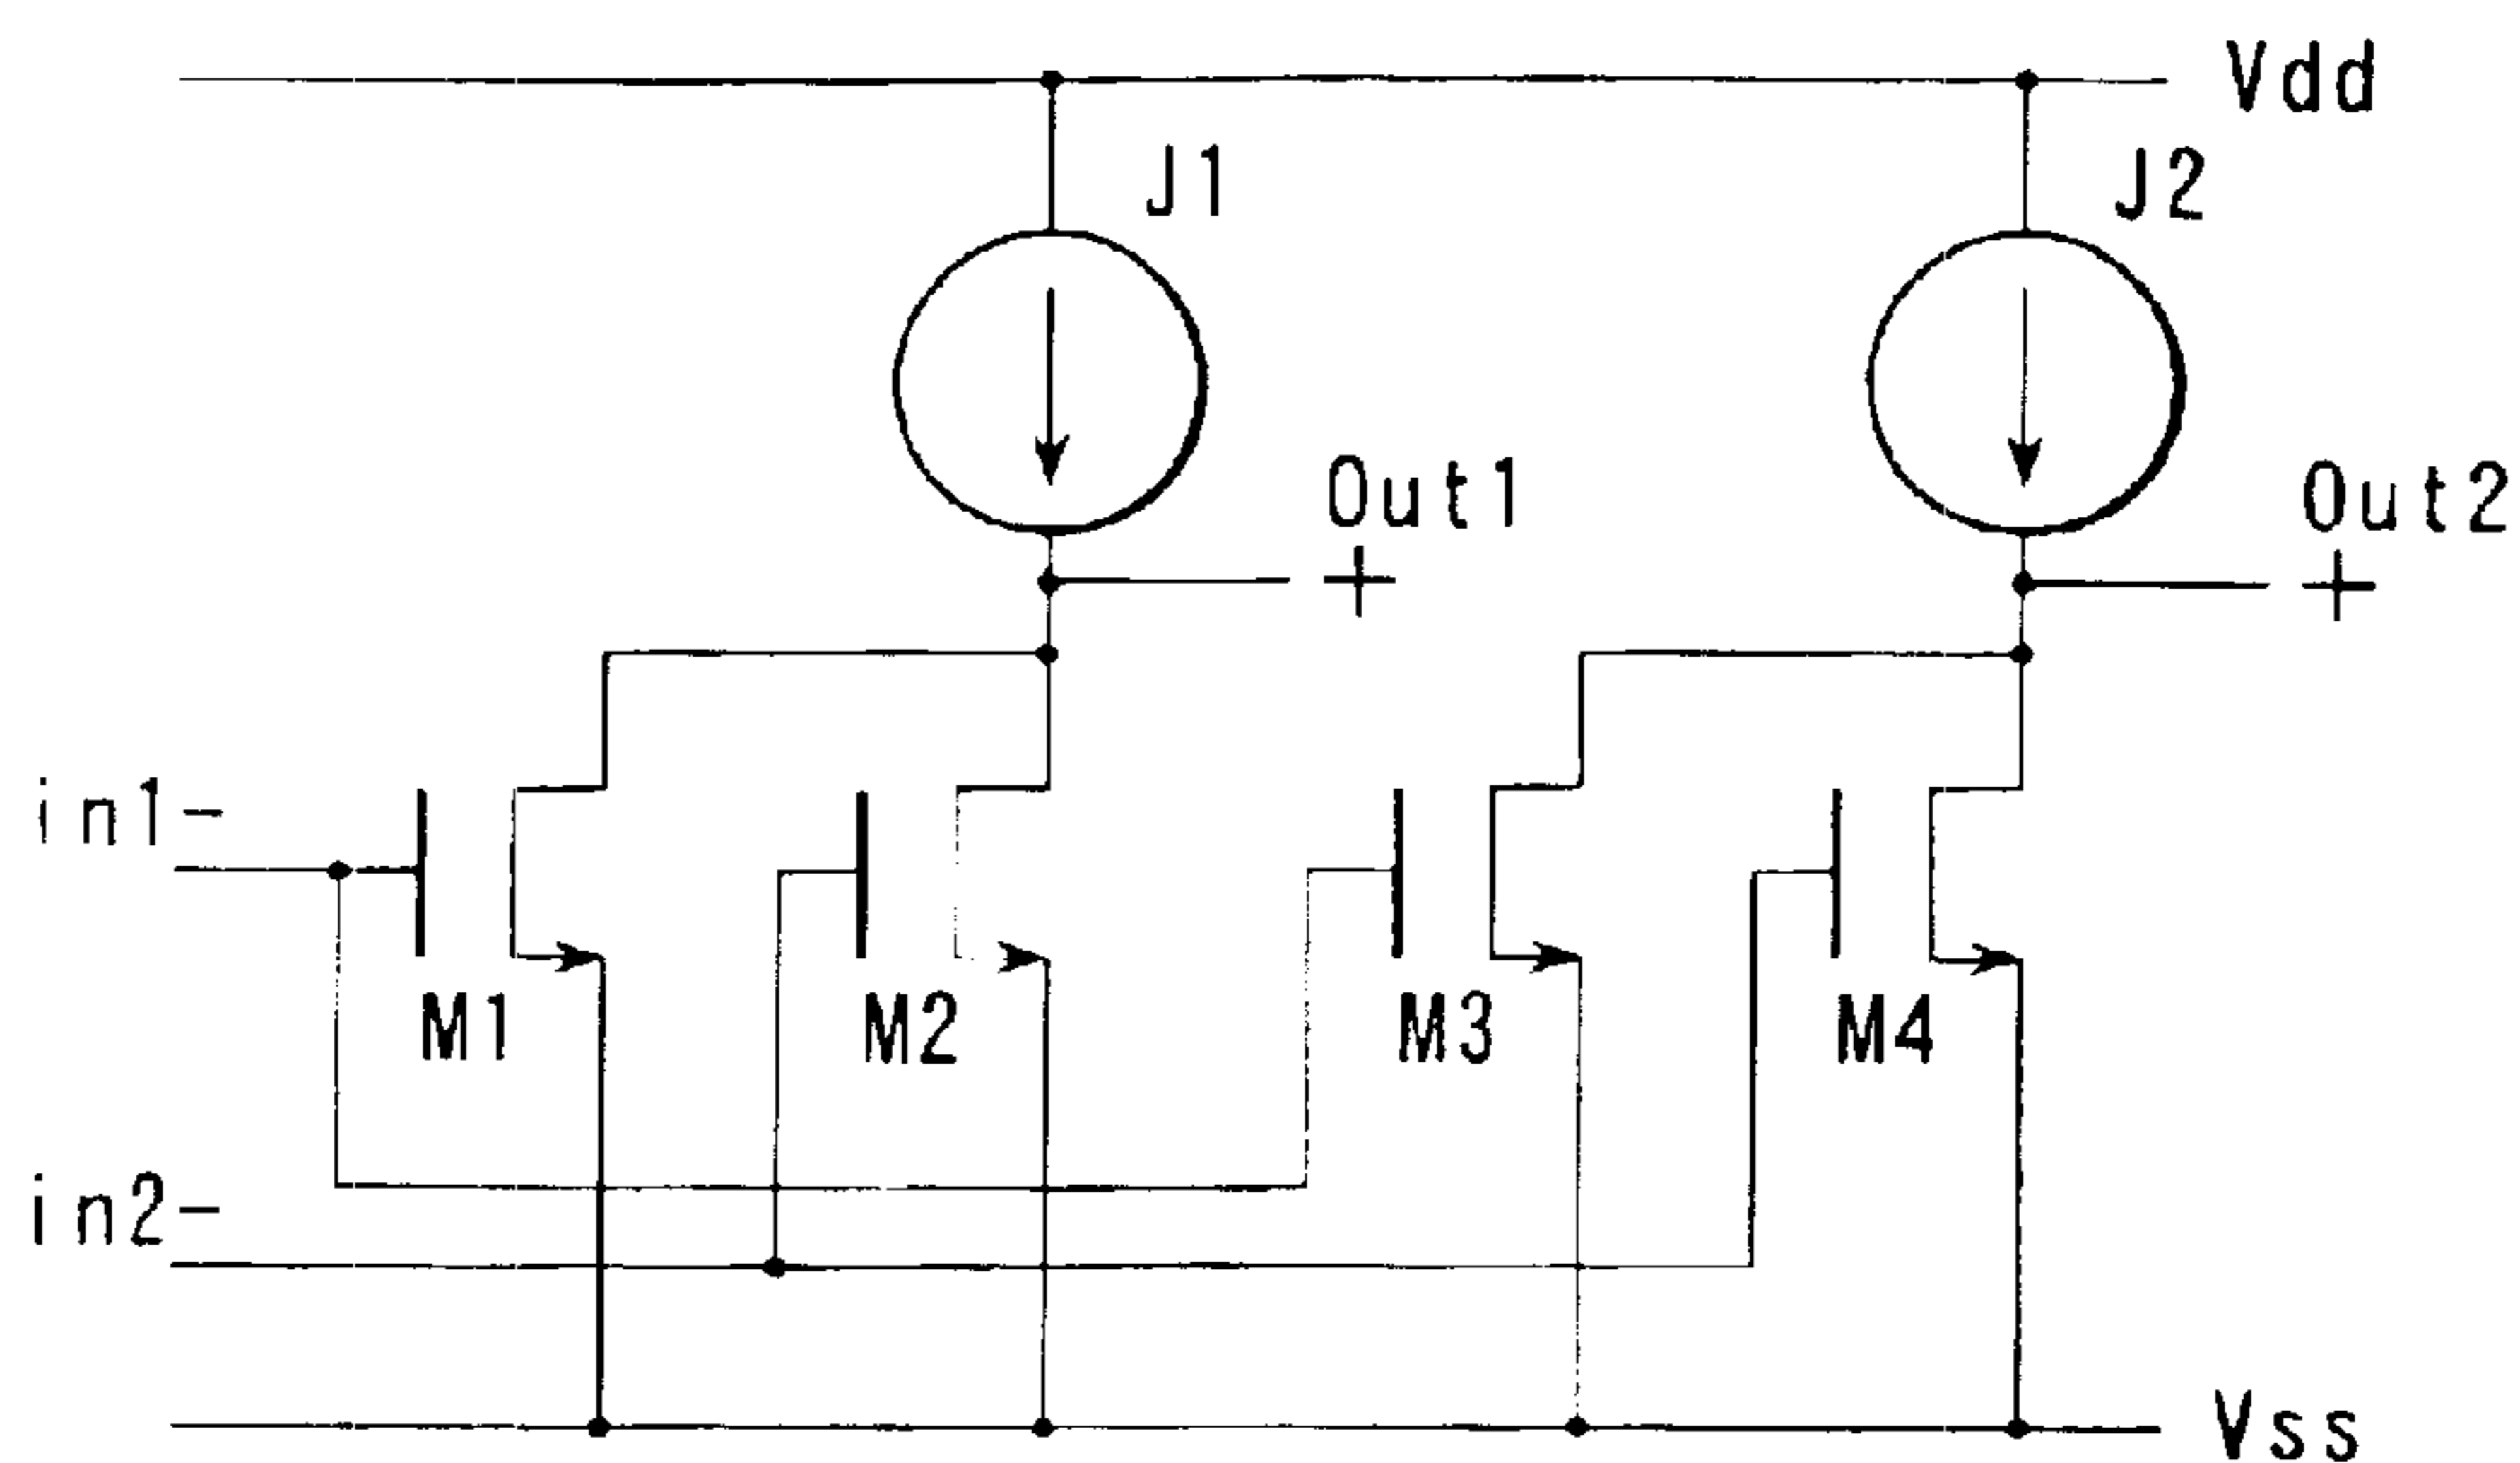 Vdd
J1
J2
Out1
+
Out2
+
in1-
M1
M2
M3
M4
in2-
Vss